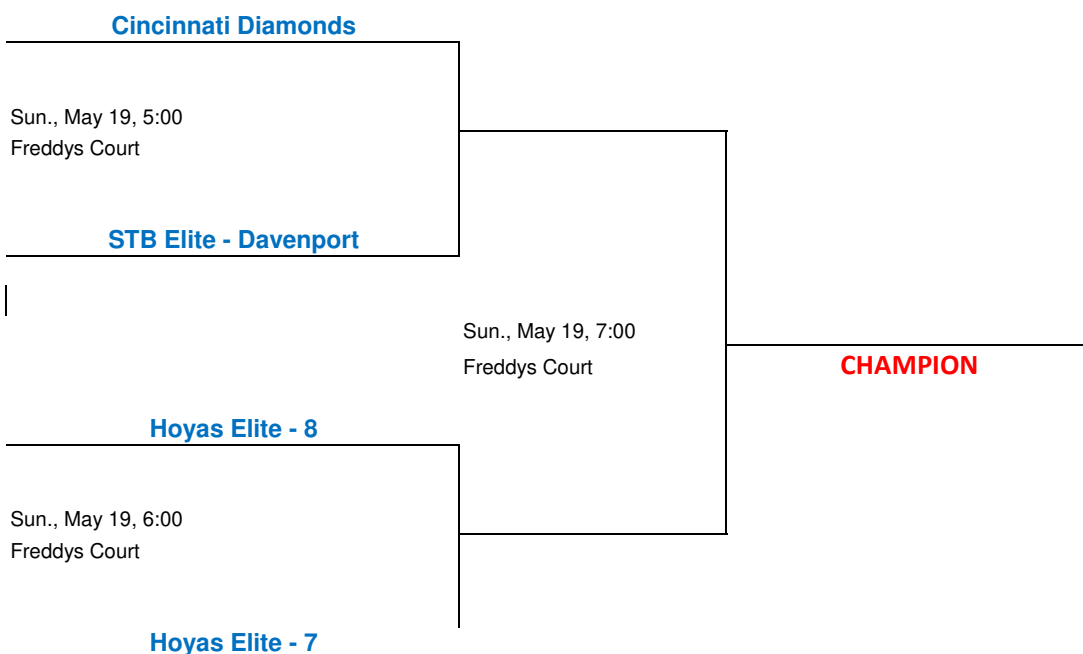 Cincinnati Diamonds
Sun., May 19, 5:00
Freddys Court
STB Elite - Davenport
Sun., May 19, 7:00
Freddys Court
CHAMPION
Hoyas Elite - 8
Sun., May 19, 6:00
Freddys Court
Hoyas Elite - 7